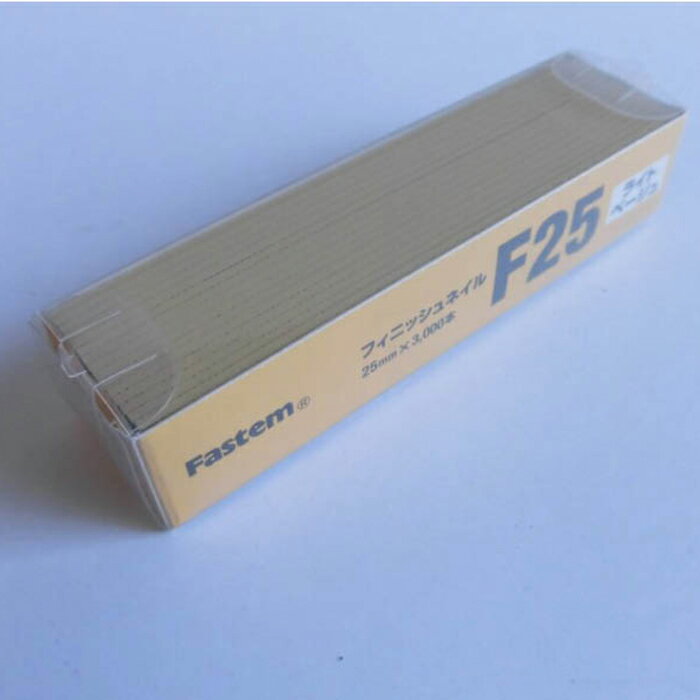 Fastem®
フィニッシュネイル
25mm×3,000本
F25
ライト
ベージュ